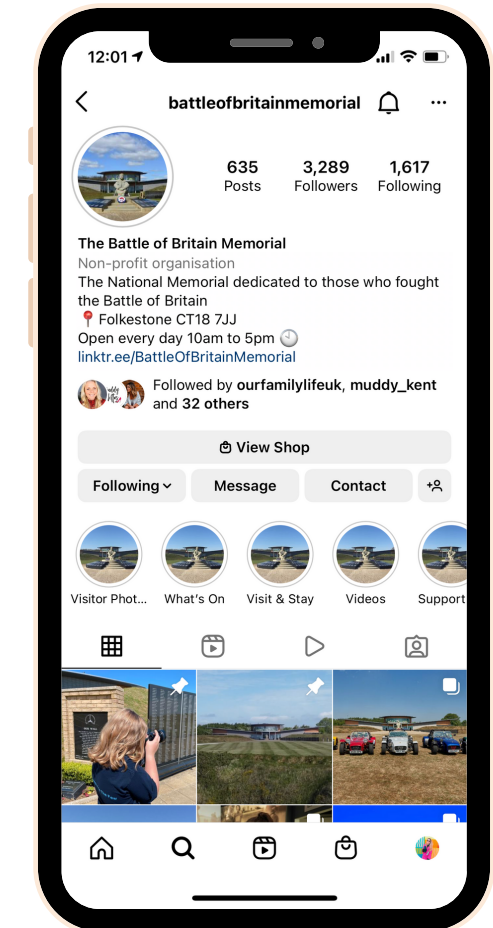 12:01
battleofbritainmemorial
635
3,289
1,617
Posts
Followers
Following
The Battle of Britain Memorial
Non-profit organisation
The National Memorial dedicated to those who fought
the Battle of Britain
Folkestone CT18 7JJ
Open every day 10am to 5pm
linktr.ee/BattleOfBritainMemorial
Followed by ourfamilylifeuk, muddy_kent
and 32 others
View Shop
Following
Message
Contact
Visitor Phot...
What's On
Visit & Stay
Videos
Support